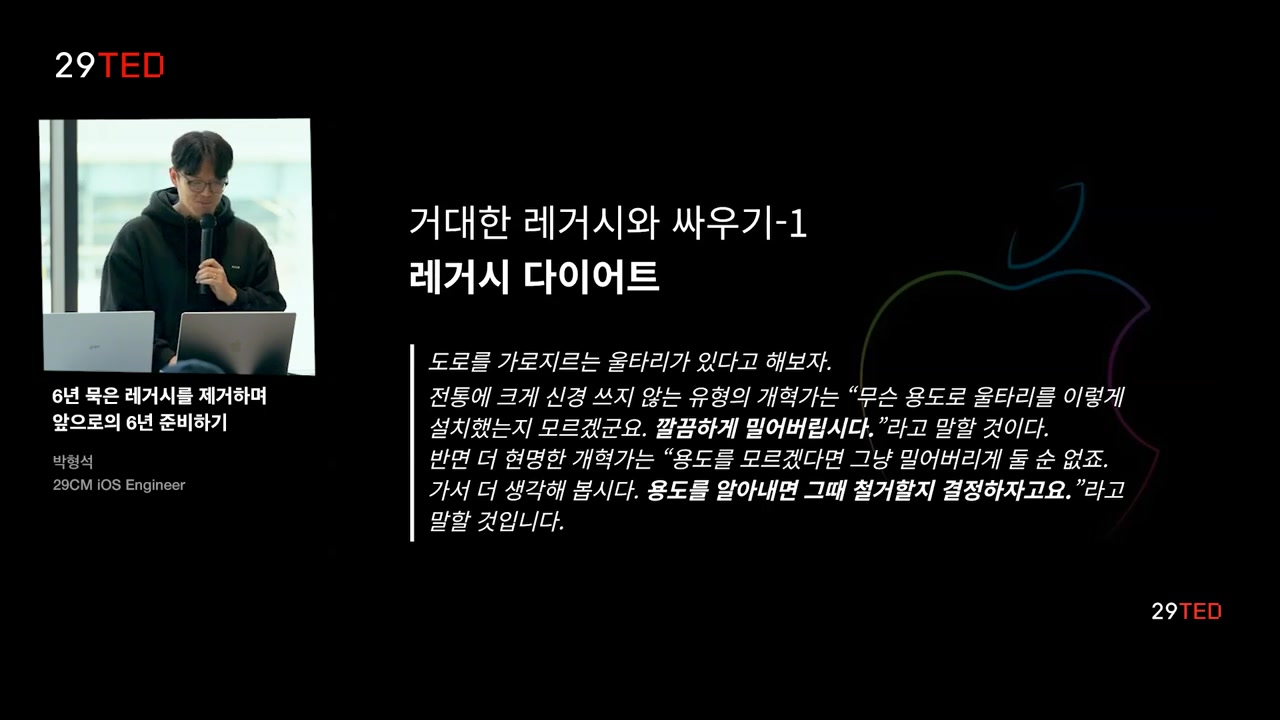 29TED
6년 묵은 레거시를 제거하며
앞으로의 6년 준비하기
박형석
29CM iOS Engineer
거대한 레거시와 싸우기-1
레거시 다이어트
도로를 가로지르는 울타리가 있다고 해보자.
전통에 크게 신경 쓰지 않는 유형의 개혁가는 “무슨 용도로 울타리를 이렇게
설치했는지 모르겠군요. 깔끔하게 밀어버립시다.”라고 말할 것이다.
반면 더 현명한 개혁가는 “용도를 모르겠다면 그냥 밀어버리게 둘 순 없죠.
가서 더 생각해 봅시다. 용도를 알아내면 그때 철거할지 결정하자고요.”라고
말할 것입니다.
29TED